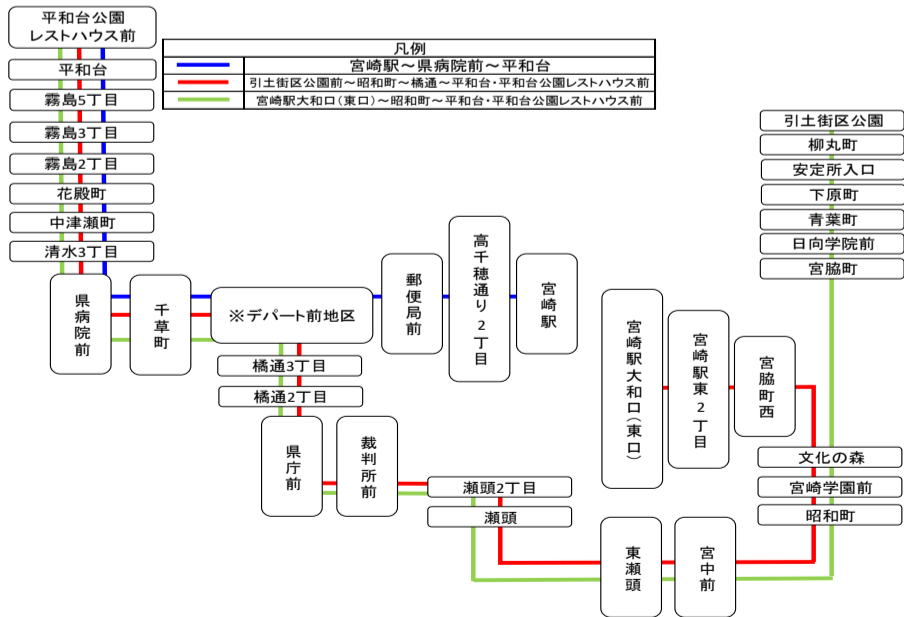 平和台公園
レストハウス前
凡例
宮崎駅～県病院前～平和台
引土街区公園前～昭和町～橘通～平和台・平和台公園レストハウス前
宮崎駅大和口(東口)～昭和町～平和台・平和台公園レストハウス前
平和台
霧島5丁目
霧島3丁目
霧島2丁目
花殿町
中津瀬町
清水3丁目
県病院前
千草町
※デパート前地区
郵便局前
高千穂通り2丁目
宮崎駅
橘通3丁目
橘通2丁目
県庁前
裁判所前
瀬頭2丁目
瀬頭
東瀬頭
宮中前
宮崎駅大和口(東口)
宮崎駅東2丁目
宮脇町西
引土街区公園
柳丸町
安定所入口
下原町
青葉町
日向学院前
宮脇町
文化の森
宮崎学園前
昭和町